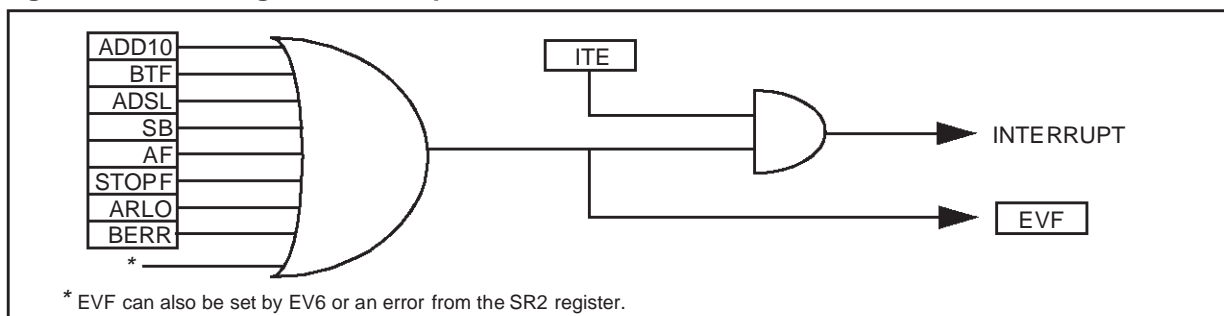 ADD10
BTF
ADSL
SB
AF
STOPF
ARLO
BERR
*
ITE
INTERRUPT
EVF
* EVF can also be set by EV6 or an error from the SR2 register.